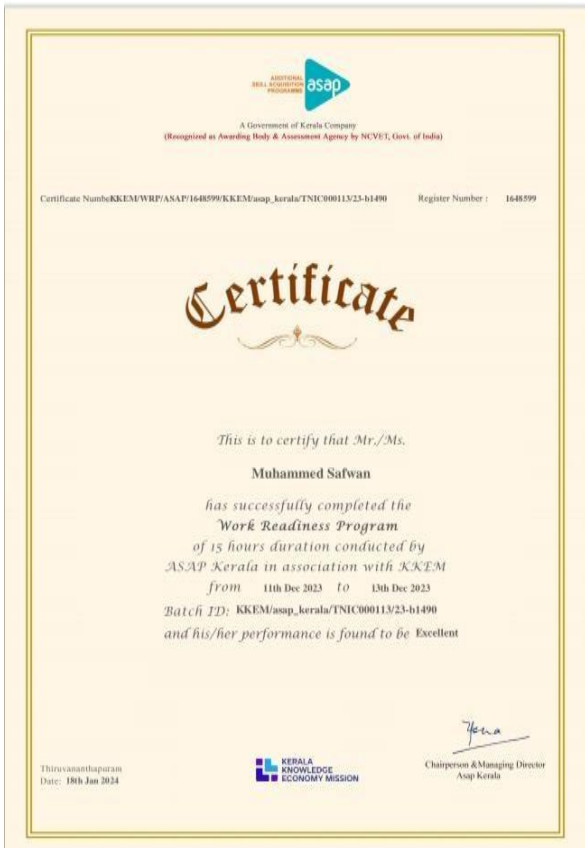 ADDITIONAL
SKILL ACQUISITION
PROGRAMME
asap
A Government of Kerala Company
(Recognized as Awarding Body & Assessment Agency by NCVET, Govt. of India)
Certificate NumbeKKEM/WRP/ASAP/1648599/KKEM/asap_kerala/TNIC000113/23-b1490 Register Number : 1648599
Certificate
This is to certify that Mr./Ms.
Muhammed Safwan
has successfully completed the
Work Readiness Program
of 15 hours duration conducted by
ASAP Kerala in association with KKEM
from 11th Dec 2023 to 13th Dec 2023
Batch ID: KKEM/asap_kerala/TNIC000113/23-b1490
and his/her performance is found to be Excellent
Thiruvananthapuram
Date: 18th Jan 2024
KERALA
KNOWLEDGE
ECONOMY MISSION
Chairperson &Managing Director
Asap Kerala